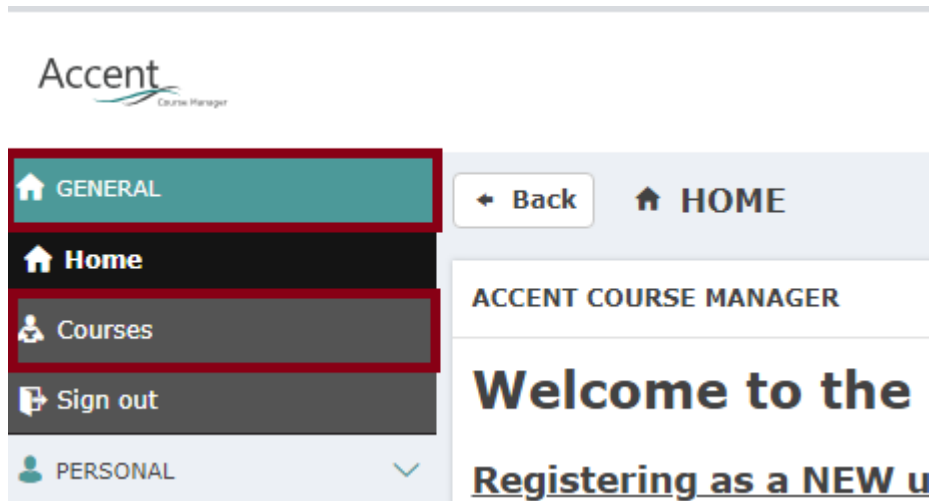 Accent
Course Manager
GENERAL
Home
Courses
Sign out
PERSONAL
Back
HOME
ACCENT COURSE MANAGER
Welcome to the
Registering as a NEW u